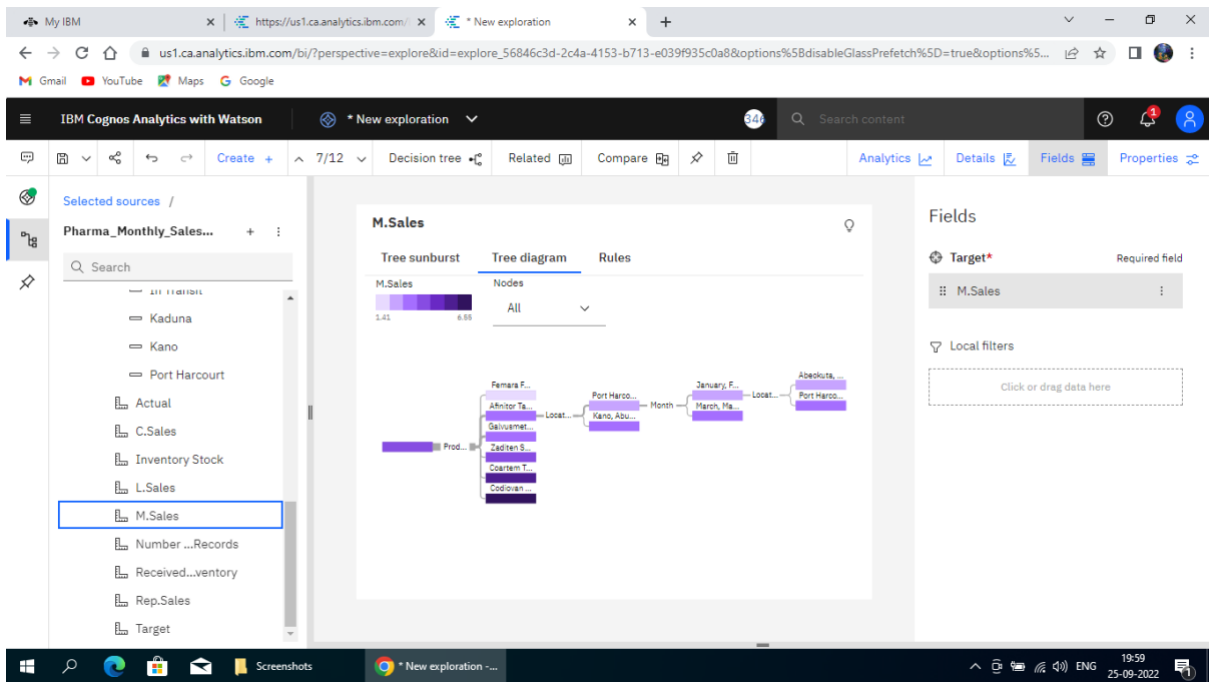 My IBM
https://us1.ca.analytics.ibm.com/
* New exploration
us1.ca.analytics.ibm.com/bi/?perspective=explore&id=explore_56846c3d-2c4a-4153-b713-e039f935c0a8&options%5BdisableGlassPrefetch%5D=true&options%5...
Gmail YouTube Maps Google
IBM Cognos Analytics with Watson
* New exploration
Search content
Create + 7/12 Decision tree Related Compare
Analytics Details Fields Properties
Selected sources /
Pharma_Monthly_Sales...
Search
In Transit
Kaduna
Kano
Port Harcourt
Actual
C.Sales
Inventory Stock
L.Sales
M.Sales
Number ...Records
Received...ventory
Rep.Sales
Target
M.Sales
Tree sunburst Tree diagram Rules
M.Sales Nodes
All
1.41 6.55
Femara F...
Afinitor Ta...
Galvusmet...
Zaditen S...
Coartem T...
Codiovan ...
Prod...
Locat...
Port Harco...
Kano, Abu...
Month
January, F...
March, Ma...
Locat...
Abeokuta, ...
Port Harco...
Fields
Target* Required field
M.Sales
Local filters
Click or drag data here
Screenshots
* New exploration -...
ENG
19:59
25-09-2022